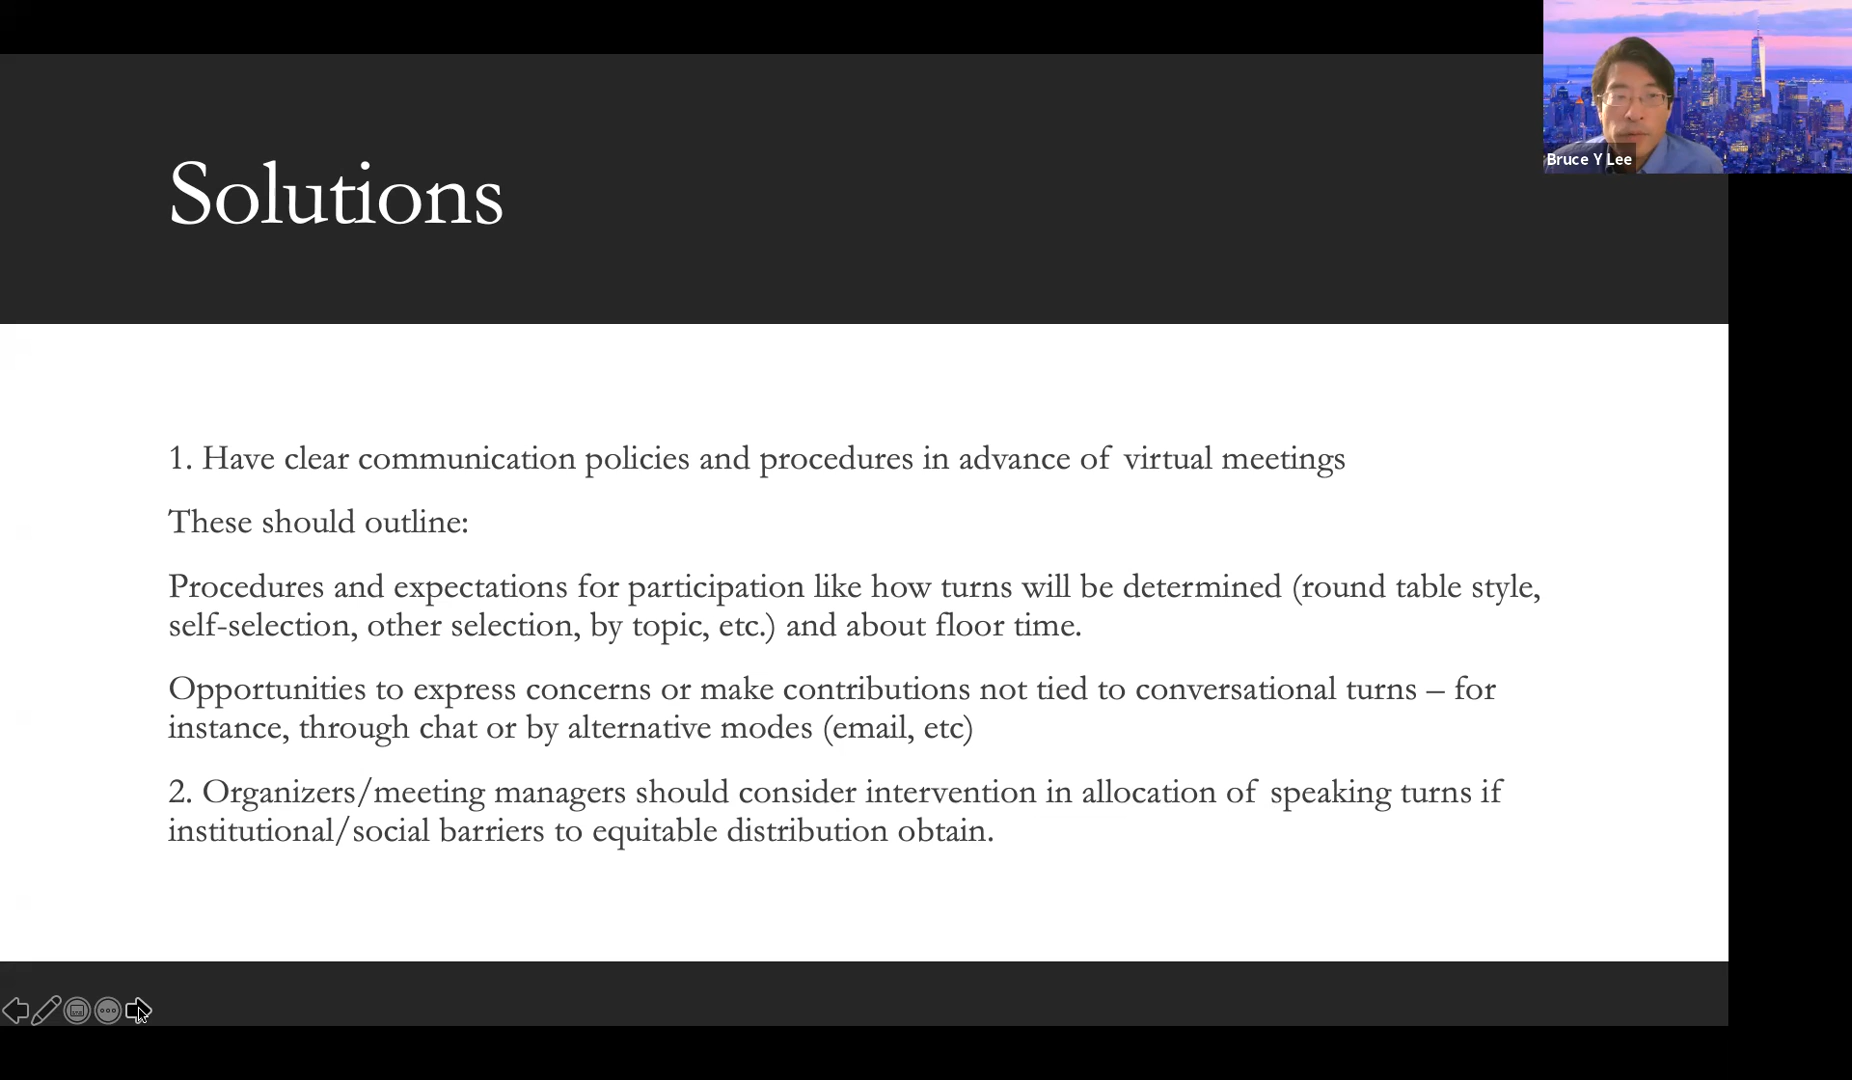 Solutions
Bruce Y Lee
1. Have clear communication policies and procedures in advance of virtual meetings
These should outline:
Procedures and expectations for participation like how turns will be determined (round table style,
self-selection, other selection, by topic, etc.) and about floor time.
Opportunities to express concerns or make contributions not tied to conversational turns – for
instance, through chat or by alternative modes (email, etc)
2. Organizers/meeting managers should consider intervention in allocation of speaking turns if
institutional/social barriers to equitable distribution obtain.